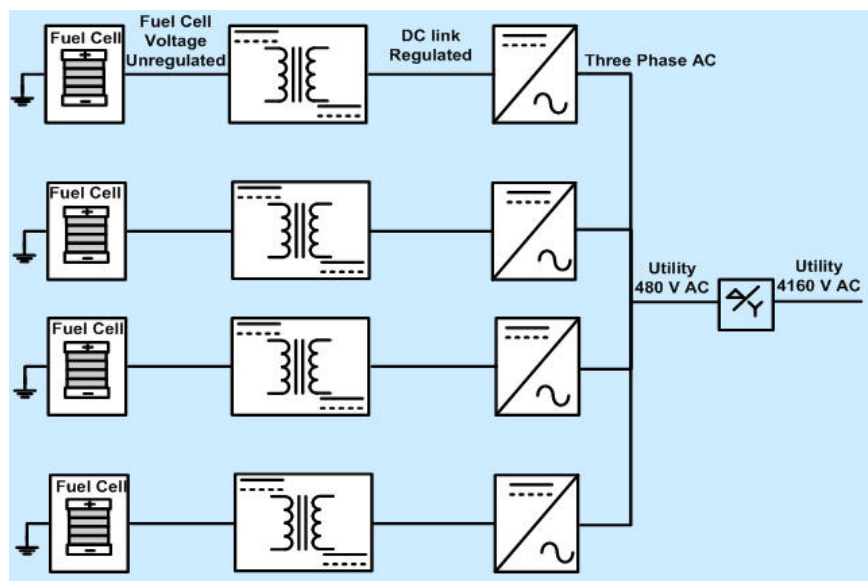 Fuel Cell
Fuel Cell
Voltage
Unregulated
DC link
Regulated
Three Phase AC
+
-
Fuel Cell
+
-
Utility
480 V AC
Utility
4160 V AC
Y
Fuel Cell
+
-
Fuel Cell
+
-